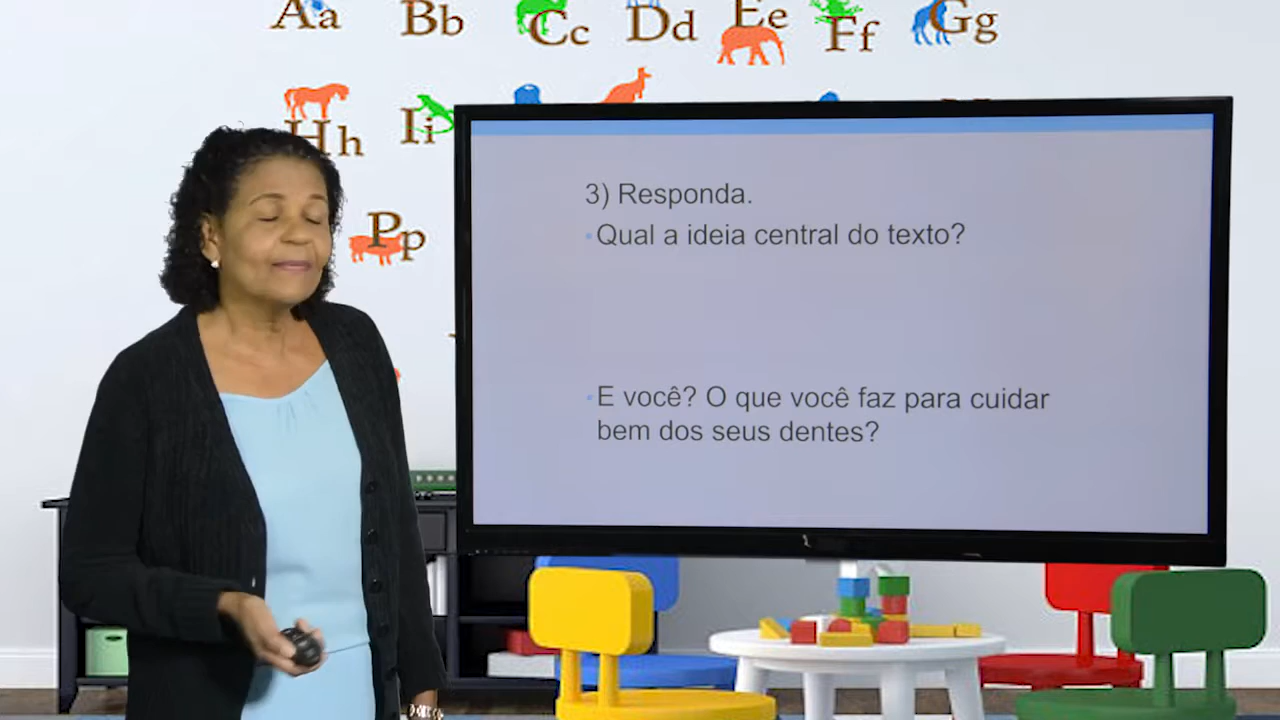 Aa Bb Cc Dd Ee Ff Gg
Hh Ii
Pp
3) Responda.
Qual a ideia central do texto?
E você? O que você faz para cuidar
bem dos seus dentes?